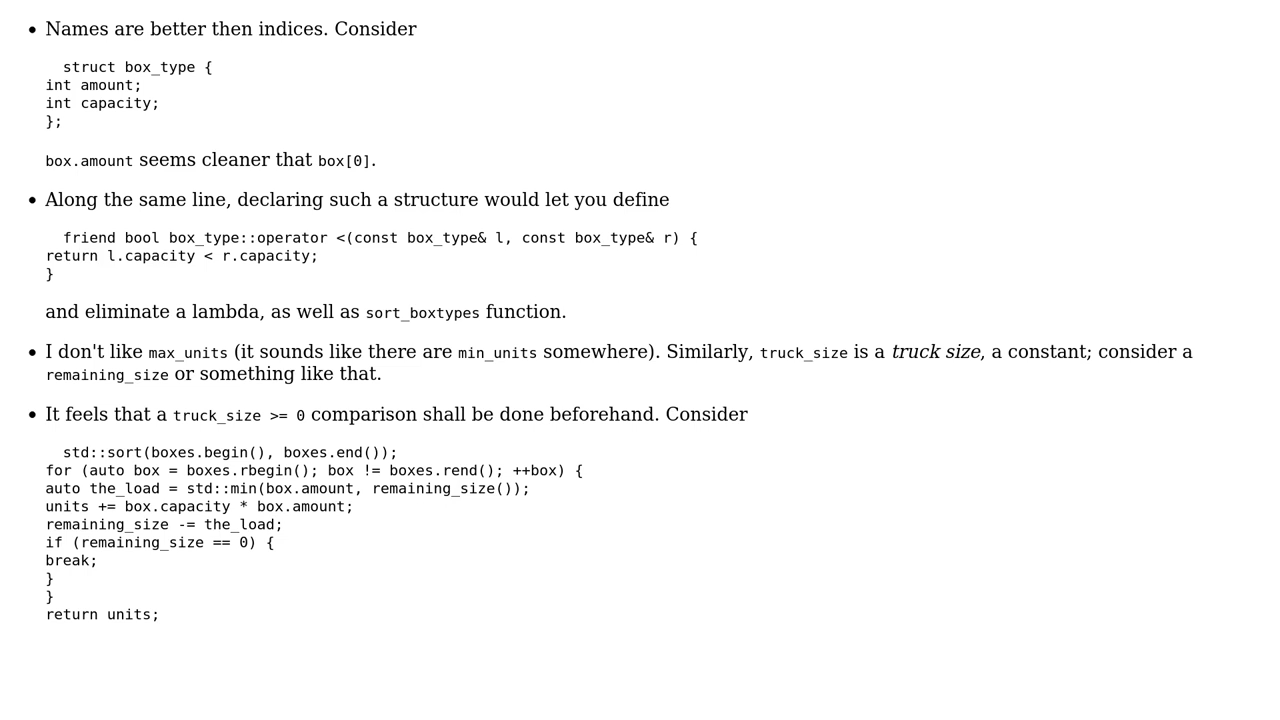 • Names are better then indices. Consider
struct box_type {
int amount;
int capacity;
};
box.amount seems cleaner that box[0].
• Along the same line, declaring such a structure would let you define
friend bool box_type::operator <(const box_type& l, const box_type& r) {
return l.capacity < r.capacity;
}
and eliminate a lambda, as well as sort_boxtypes function.
• I don't like max_units (it sounds like there are min_units somewhere). Similarly, truck_size is a truck size, a constant; consider a
remaining_size or something like that.
• It feels that a truck_size >= 0 comparison shall be done beforehand. Consider
std::sort(boxes.begin(), boxes.end());
for (auto box = boxes.rbegin(); box != boxes.rend(); ++box) {
auto the_load = std::min(box.amount, remaining_size());
units += box.capacity * box.amount;
remaining_size -= the_load;
if (remaining_size == 0) {
break;
}
}
return units;